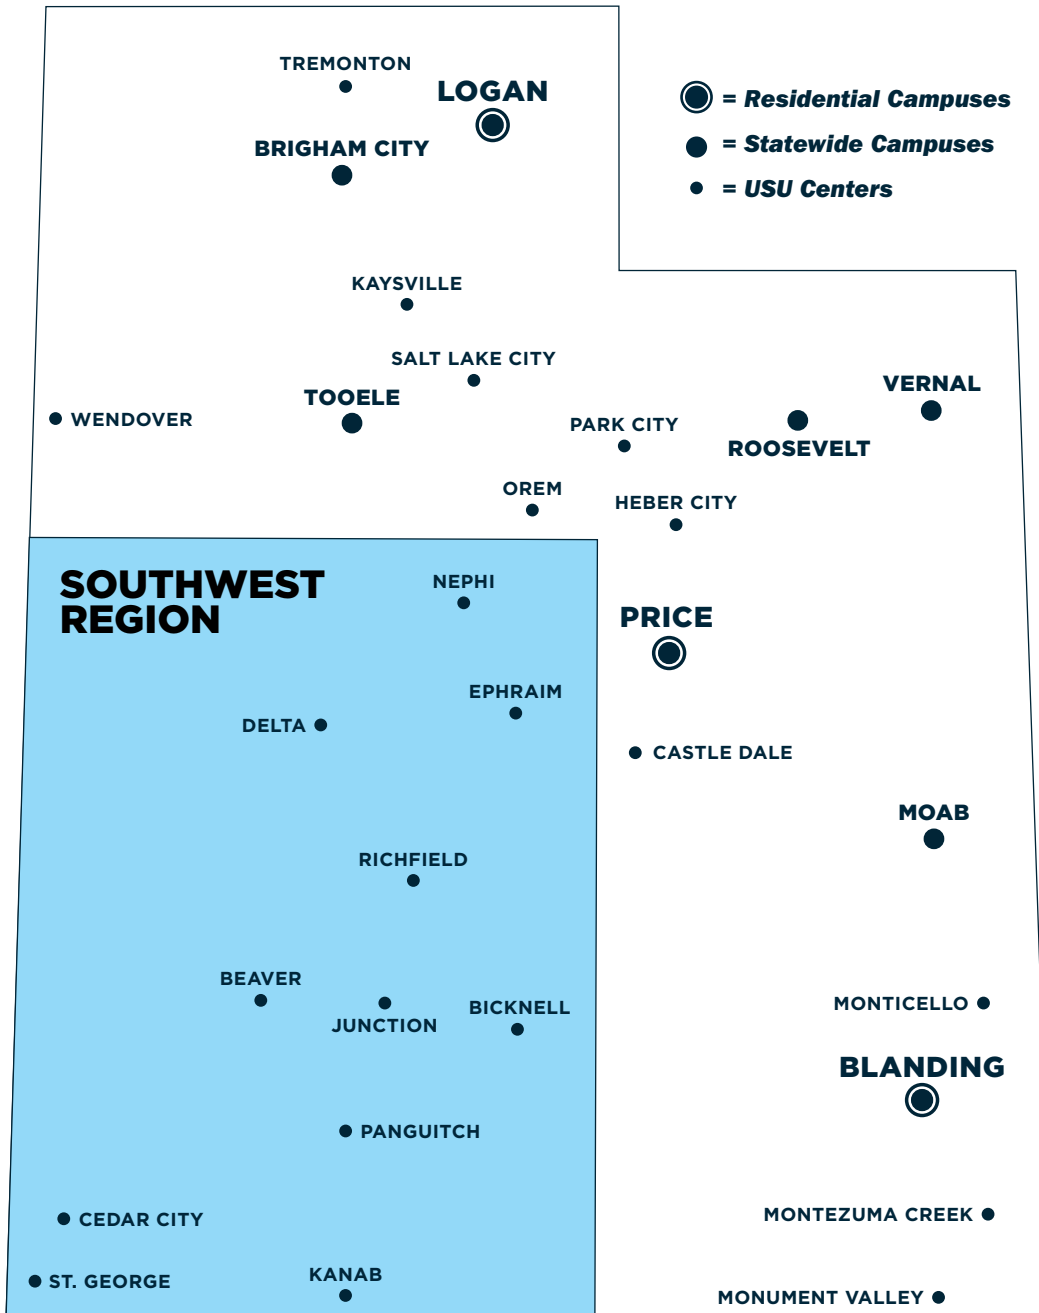 TREMONTON
LOGAN
BRIGHAM CITY
= Residential Campuses
= Statewide Campuses
= USU Centers
KAYSVILLE
SALT LAKE CITY
TOOELE
WENDOVER
PARK CITY
VERNAL
ROOSEVELT
OREM
HEBER CITY
SOUTHWEST
REGION
NEPHI
PRICE
EPHRAIM
DELTA
CASTLE DALE
MOAB
RICHFIELD
BEAVER
JUNCTION
BICKNELL
MONTICELLO
BLANDING
PANGUITCH
CEDAR CITY
MONTEZUMA CREEK
ST. GEORGE
KANAB
MONUMENT VALLEY